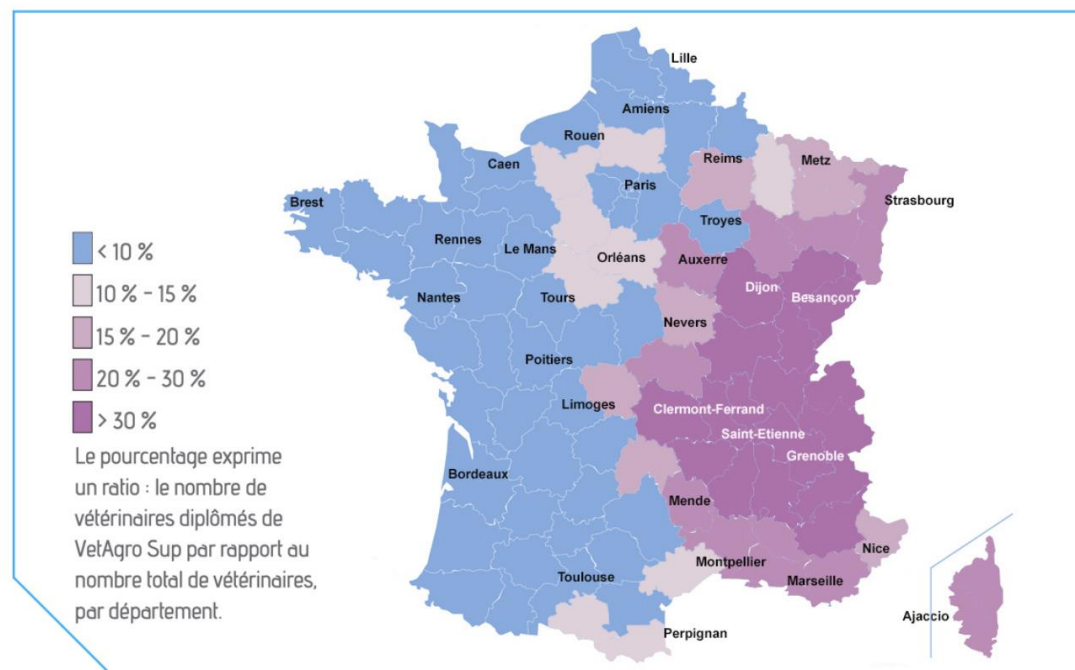 Lille
Amiens
Rouen
Caen
Reims
Metz
Paris
Strasbourg
Brest
Troyes
Rennes
Le Mans
Orléans
Auxerre
Dijon
Besançon
Nantes
Tours
Nevers
Poitiers
Limoges
Clermont-Ferrand
Saint-Etienne
Grenoble
Bordeaux
Mende
Nice
Montpellier
Toulouse
Marseille
Ajaccio
Perpignan
< 10 %
10 % - 15 %
15 % - 20 %
20 % - 30 %
> 30 %
Le pourcentage exprime
un ratio : le nombre de
vétérinaires diplômés de
VetAgro Sup par rapport au
nombre total de vétérinaires,
par département.